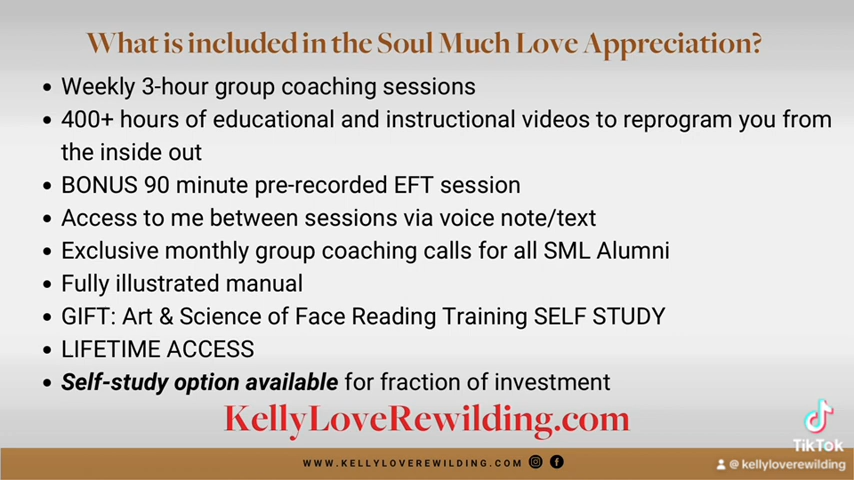 What is included in the Soul Much Love Appreciation?
• Weekly 3-hour group coaching sessions
• 400+ hours of educational and instructional videos to reprogram you from
the inside out
• BONUS 90 minute pre-recorded EFT session
• Access to me between sessions via voice note/text
• Exclusive monthly group coaching calls for all SML Alumni
• Fully illustrated manual
• GIFT: Art & Science of Face Reading Training SELF STUDY
• LIFETIME ACCESS
• Self-study option available for fraction of investment
KellyLoveRewilding.com
WWW.KELLYLOVEREWILDING.COM
TikTok
@kellyloverewilding